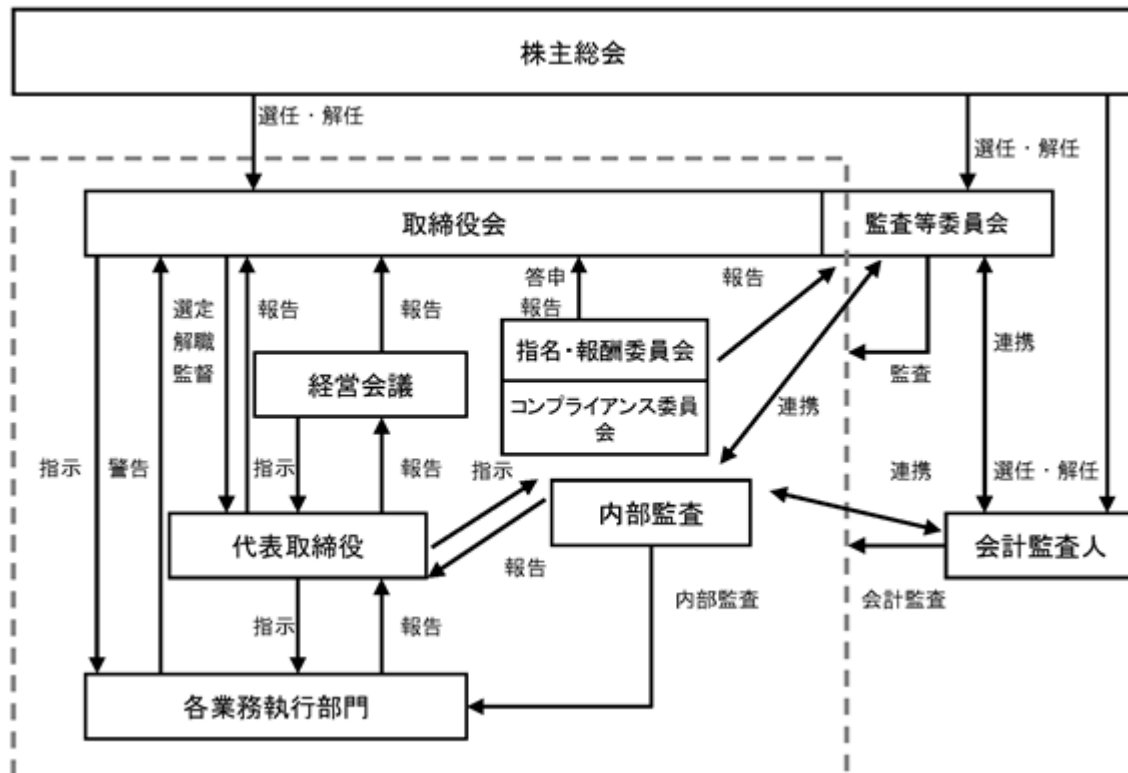 株主総会
選任・解任
選任・解任
取締役会
監査等委員会
選定
解職
監督
報告
報告
答申
報告
報告
指名・報酬委員会
コンプライアンス委員
会
経営会議
監査
連携
連携
指示
警告
指示
報告
指示
連携
選任・解任
内部監査
代表取締役
会計監査人
報告
内部監査
会計監査
指示
報告
各業務執行部門